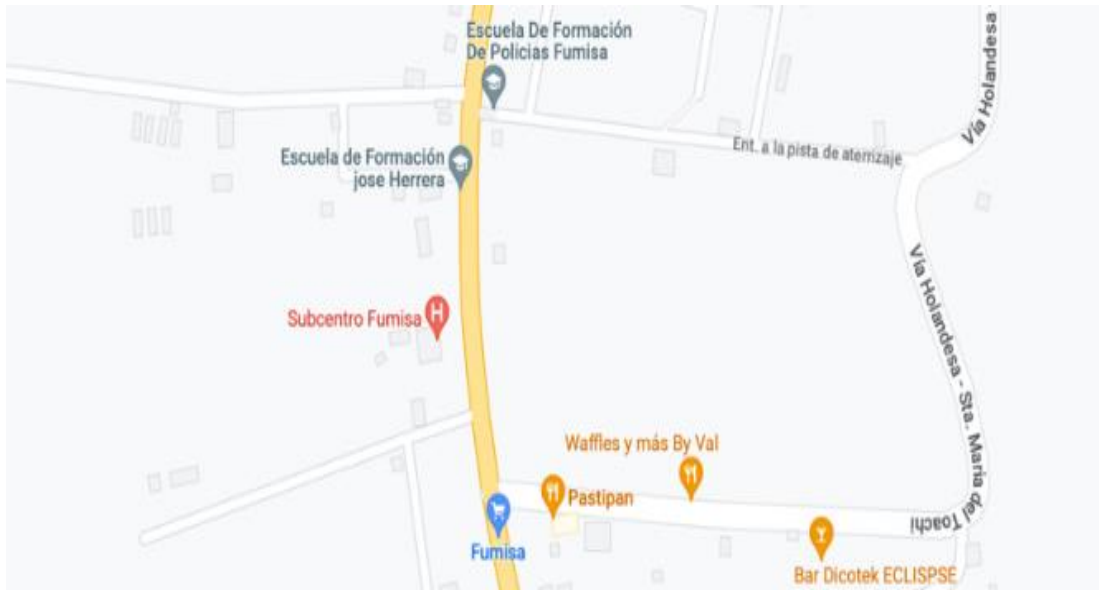 Escuela De Formación
De Policias Fumisa
Vía Holandesa
Ent. a la pista de aterrizaje
Escuela de Formación
jose Herrera
Vía Holandesa - Sta. Maria del Toachi
Subcentro Fumisa
H
Waffles y más By Val
Pastipan
Fumisa
Bar Dicotek ECLISPSE